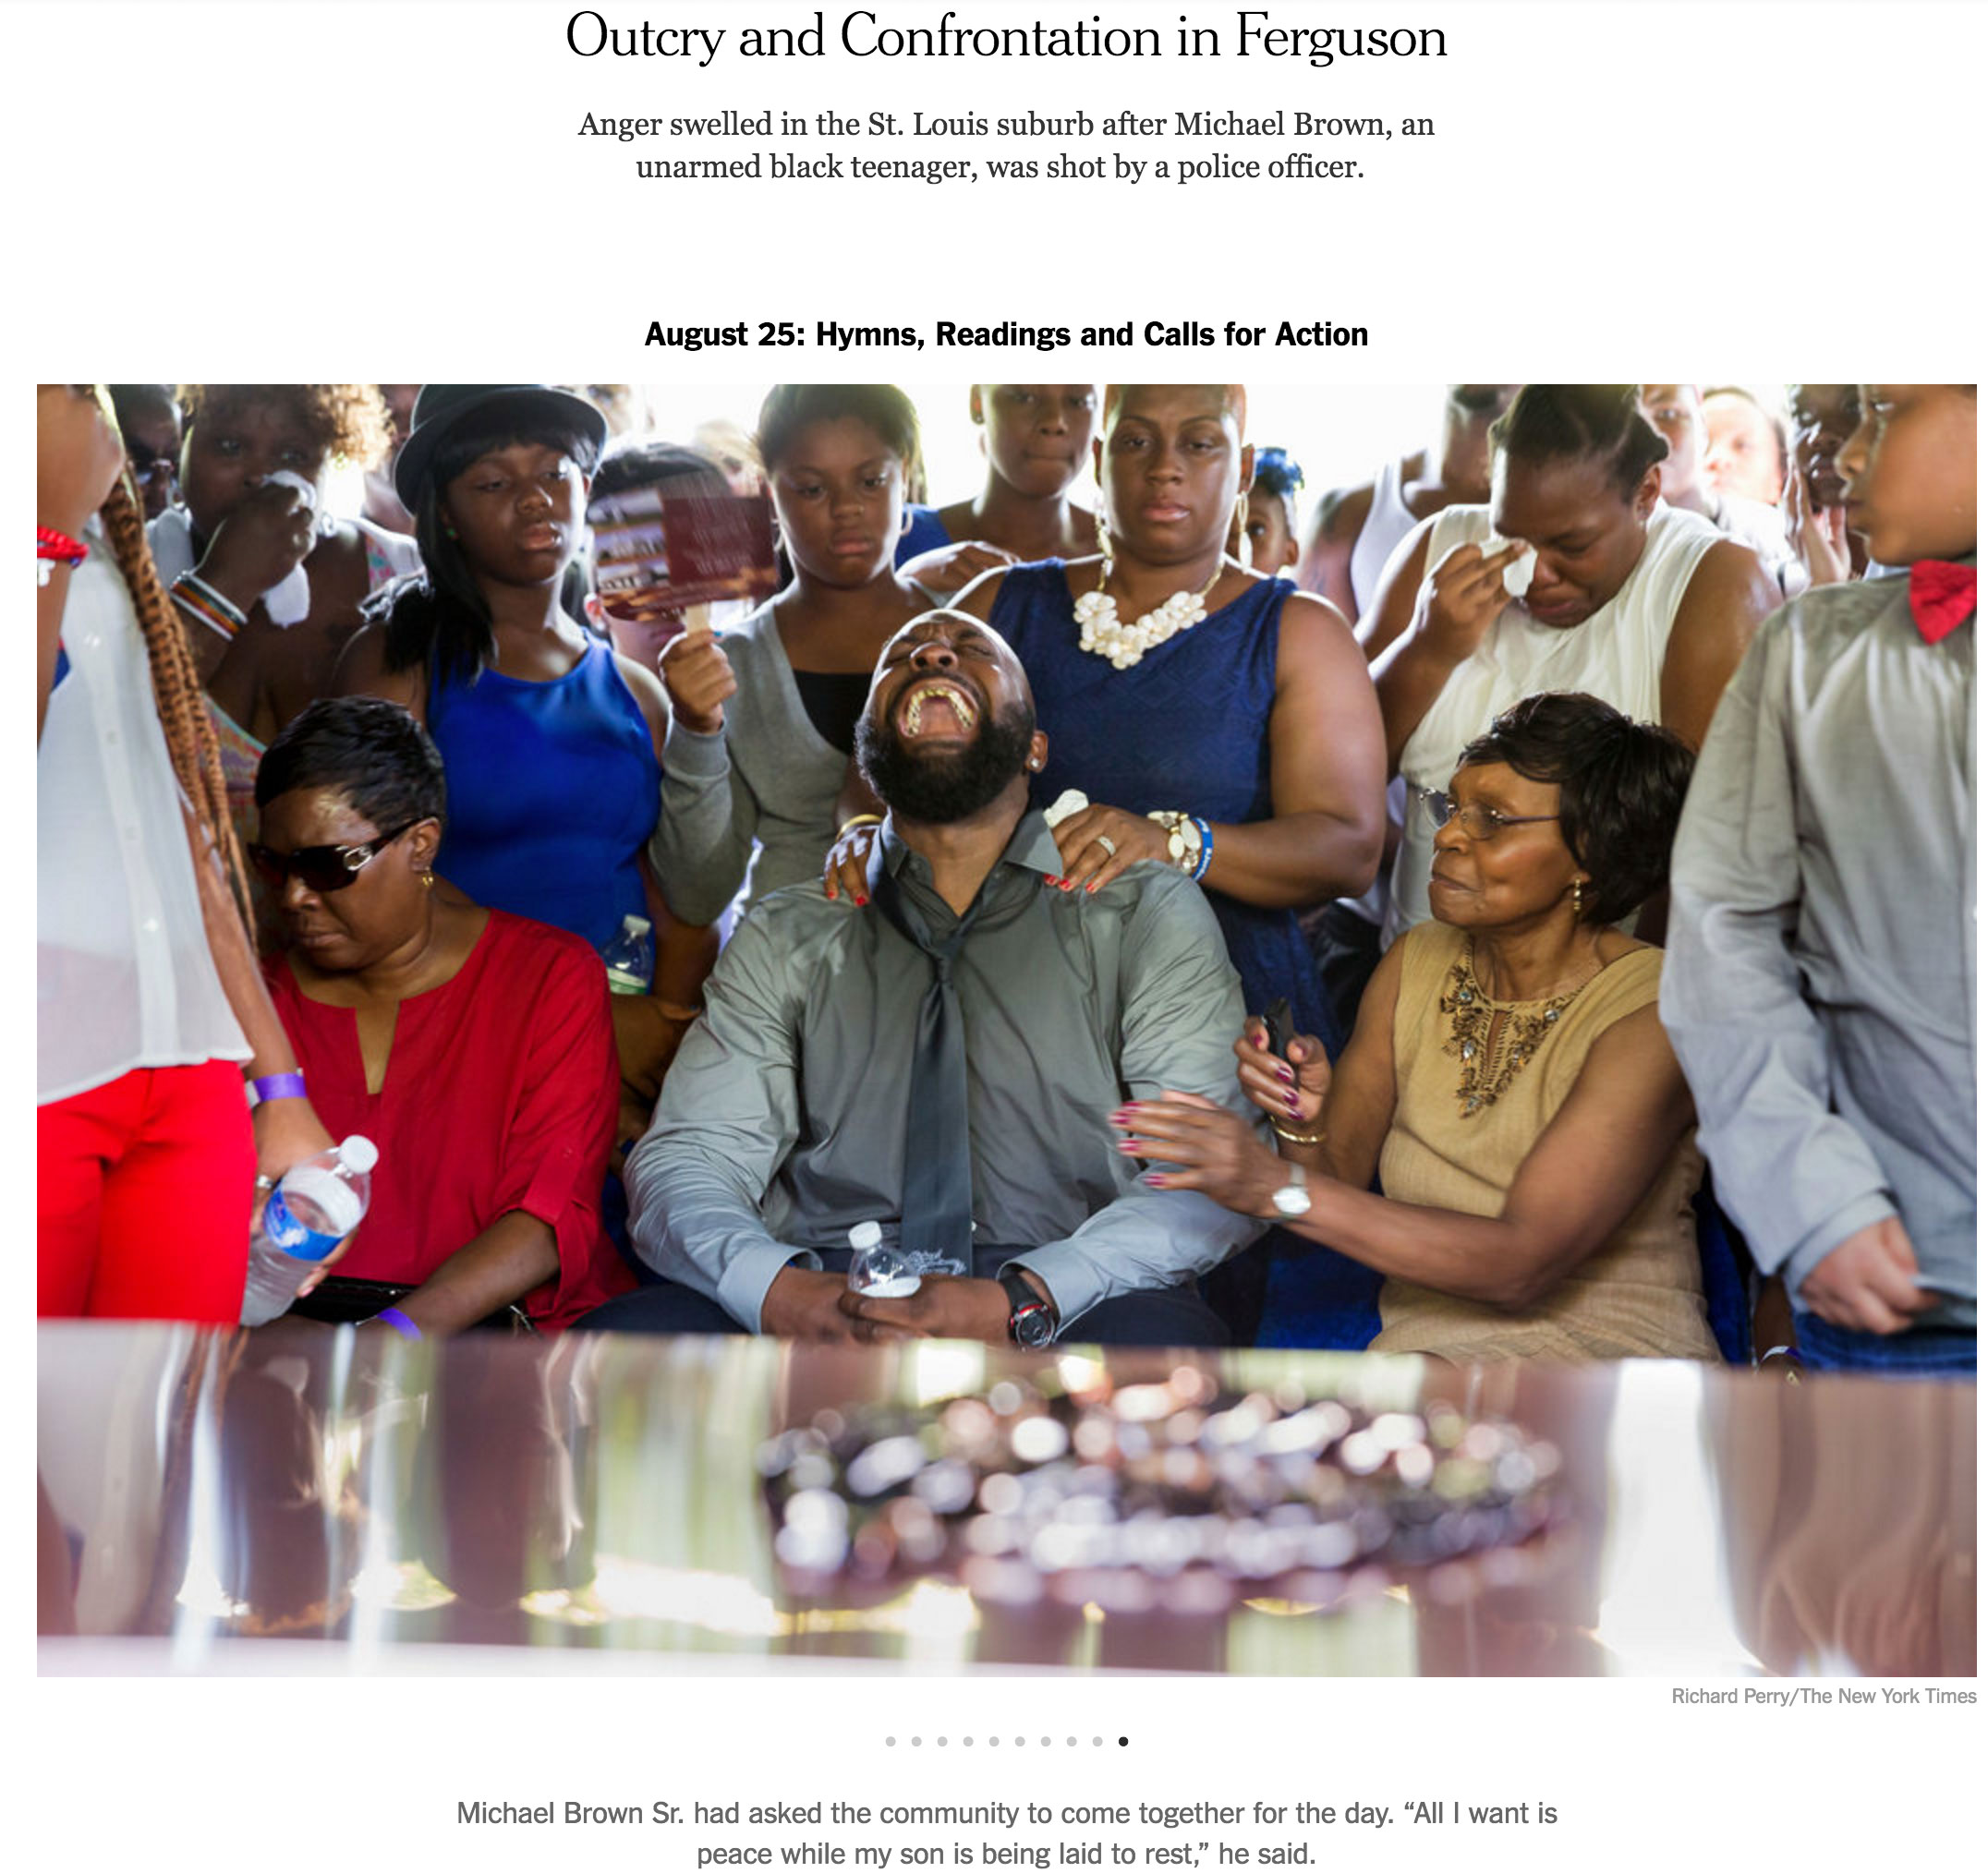 Outcry and Confrontation in Ferguson
Anger swelled in the St. Louis suburb after Michael Brown, an
unarmed black teenager, was shot by a police officer.
August 25: Hymns, Readings and Calls for Action
Richard Perry/The New York Times
Michael Brown Sr. had asked the community to come together for the day. “All I want is
peace while my son is being laid to rest,” he said.